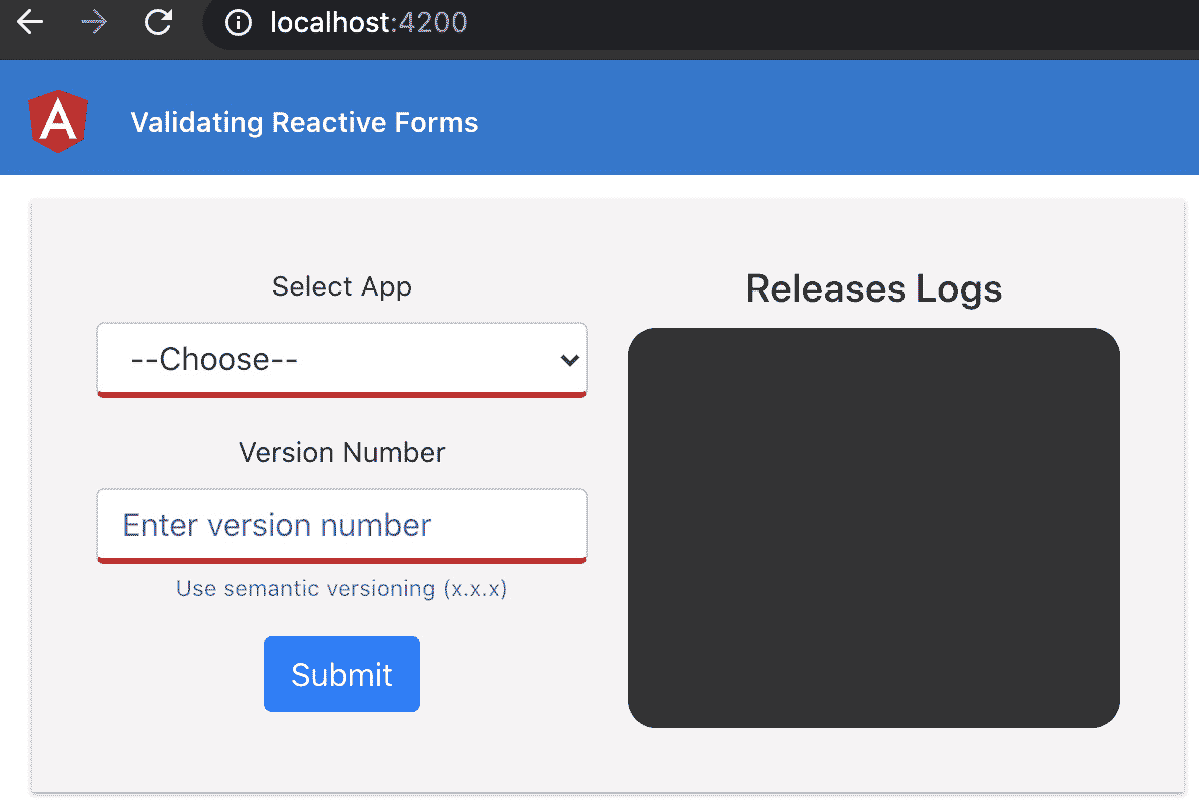 localhost:4200
Validating Reactive Forms
Select App
--Choose--
Version Number
Enter version number
Use semantic versioning (x.x.x)
Submit
Releases Logs